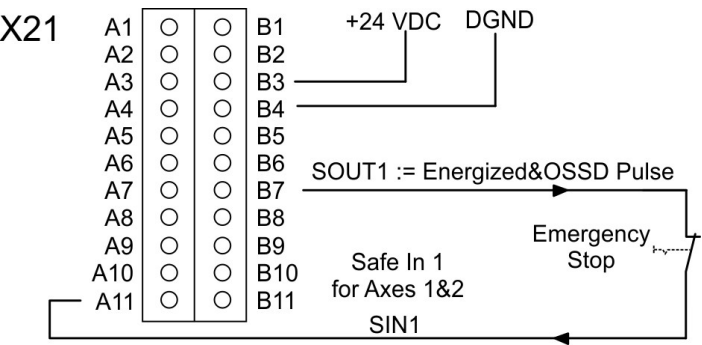 X21
+24 VDC
DGND
A1
B1
A2
B2
A3
B3
A4
B4
A5
B5
A6
B6
SOUT1 := Energized&OSSD Pulse
A7
B7
A8
B8
Emergency
Stop
A9
B9
Safe In 1
for Axes 1&2
A10
B10
A11
B11
SIN1